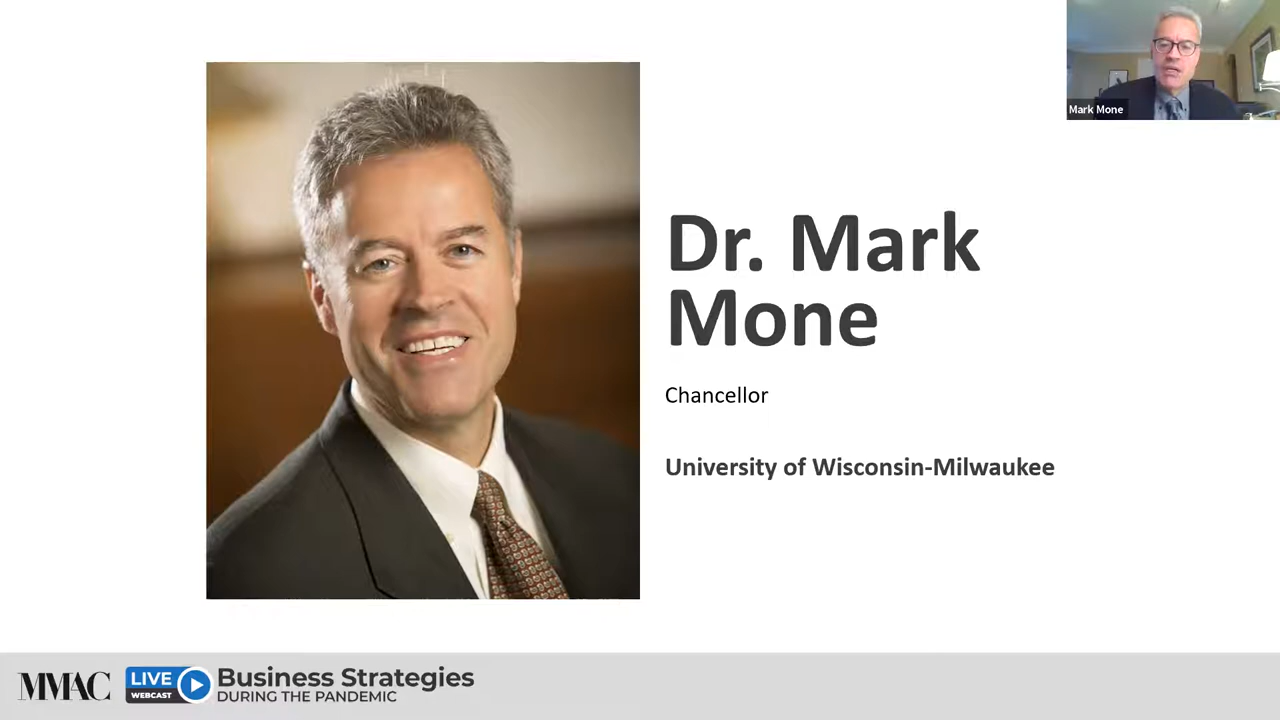 Mark Mone
Dr. Mark
Mone
Chancellor
University of Wisconsin-Milwaukee
MMAC
LIVE
WEBCAST
Business Strategies
DURING THE PANDEMIC